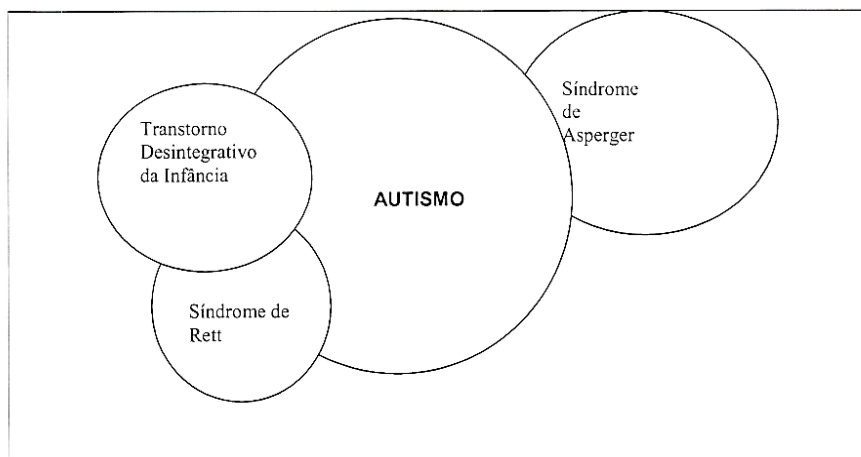 Síndrome
de
Asperger
Transtorno
Desintegrativo
da Infância
AUTISMO
Síndrome de
Rett